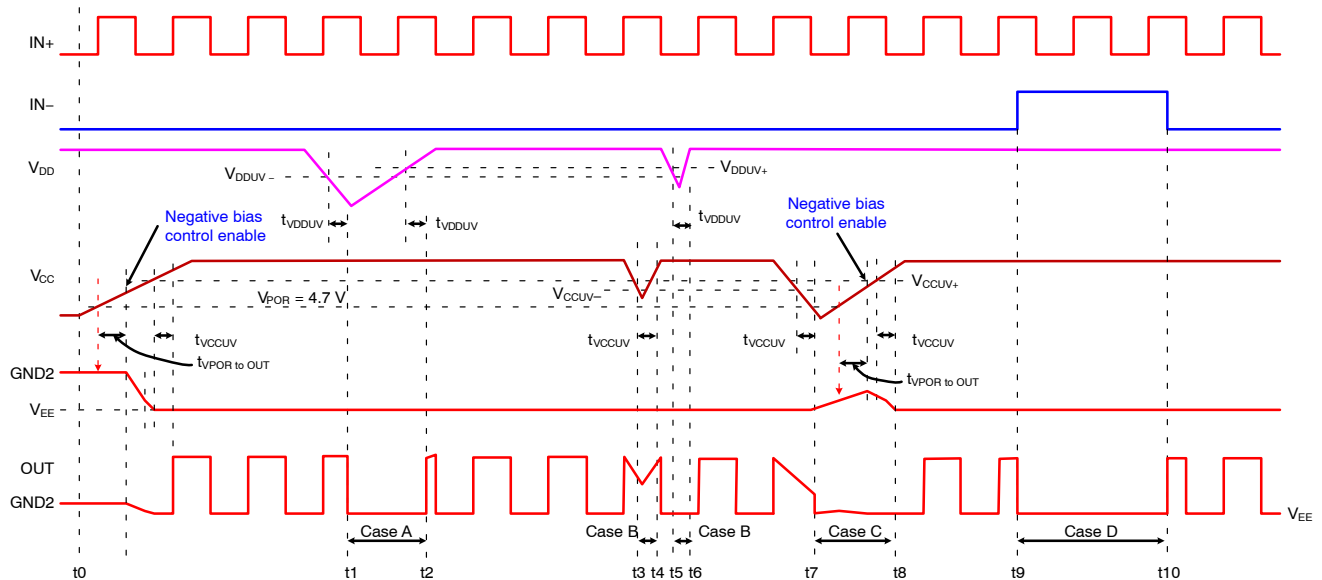 IN+
IN−
VDD
VDDUV −
VDDUV+
tVDDUV
tVDDUV
tVDDUV
Negative bias
control enable
Negative bias
control enable
VCC
VPOR = 4.7 V
VCCUV−
VCCUV+
tVCCUV
tVCCUV
tVCCUV
tVCCUV
tVPOR to OUT
tVPOR to OUT
GND2
VEE
OUT
GND2
VEE
Case A
Case B
Case B
Case C
Case D
t0
t1
t2
t3
t4
t5
t6
t7
t8
t9
t10